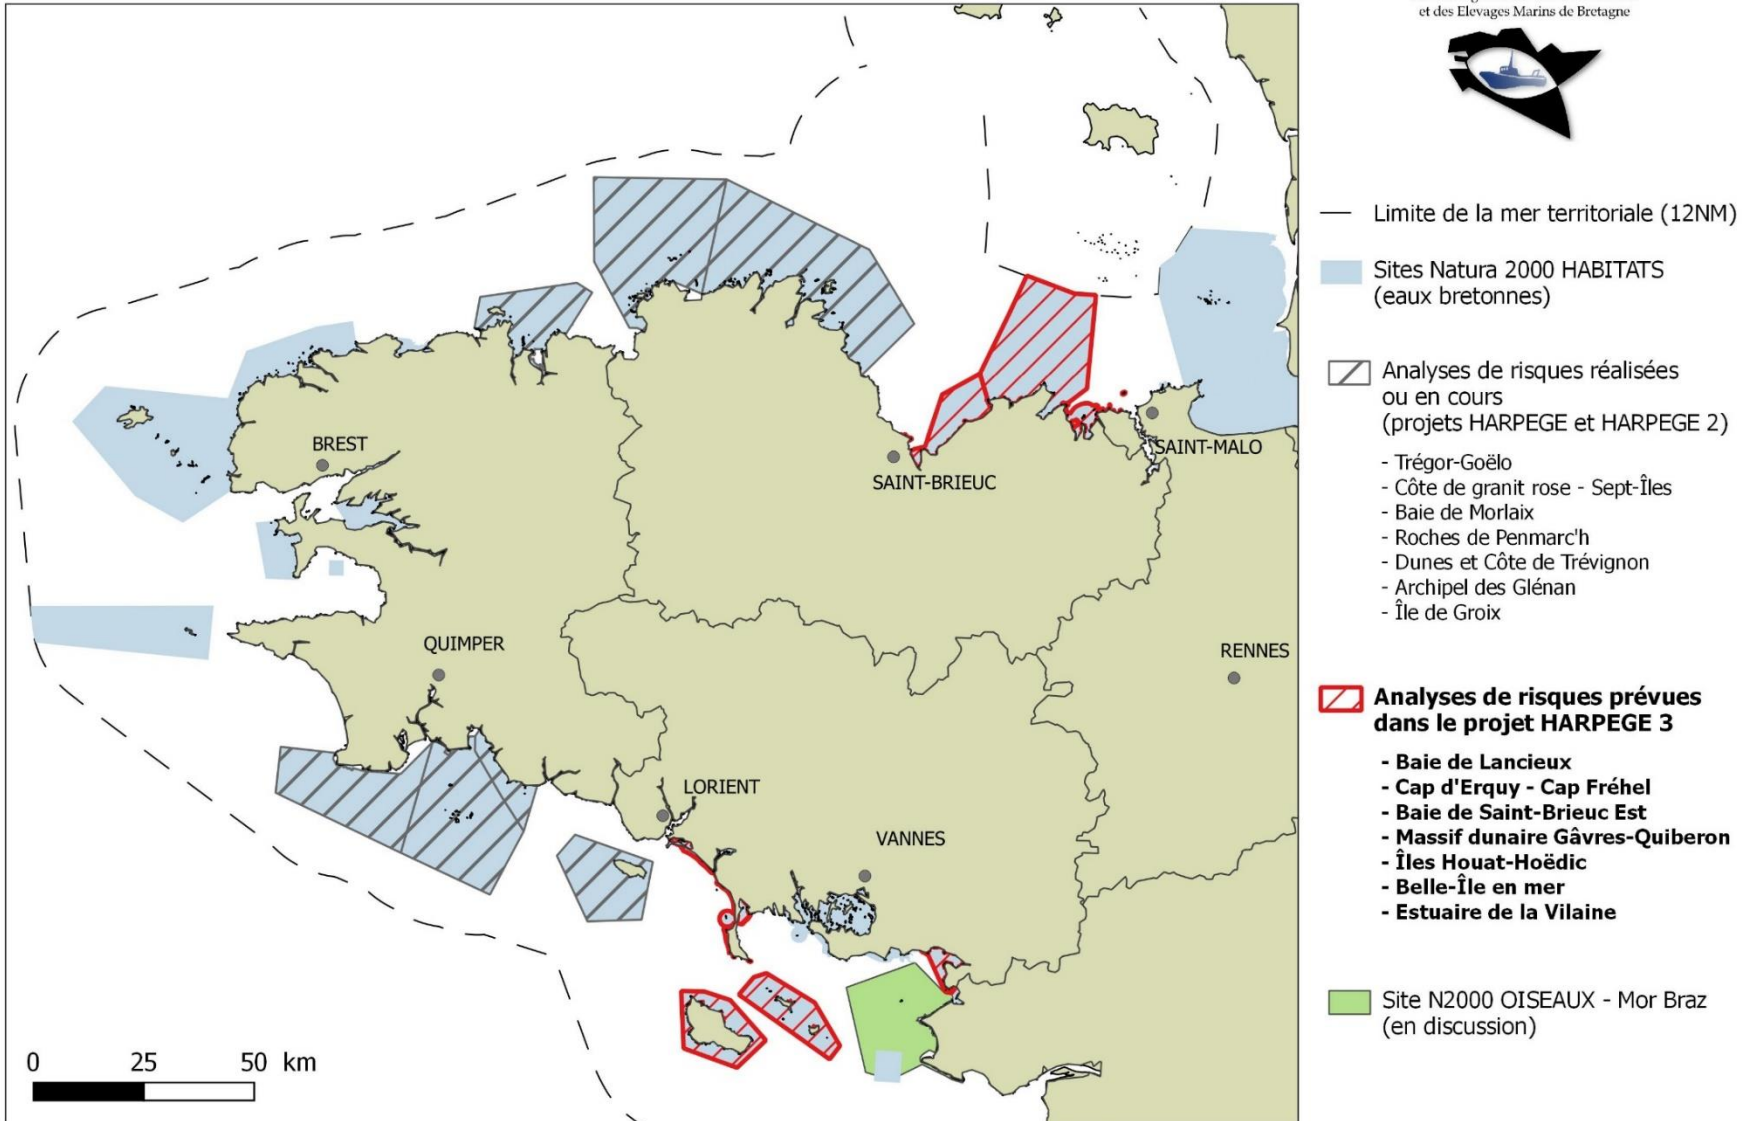 et des Elevages Marins de Bretagne
Limite de la mer territoriale (12NM)
Sites Natura 2000 HABITATS
(eaux bretonnes)
Analyses de risques réalisées
ou en cours
(projets HARPEGE et HARPEGE 2)
- Trégor-Goëlo
- Côte de granit rose - Sept-Îles
- Baie de Morlaix
- Roches de Penmarc'h
- Dunes et Côte de Trévignon
- Archipel des Glénan
- Île de Groix
Analyses de risques prévues
dans le projet HARPEGE 3
- Baie de Lancieux
- Cap d'Erquy - Cap Fréhel
- Baie de Saint-Brieuc Est
- Massif dunaire Gâvres-Quiberon
- Îles Houat-Hoëdic
- Belle-Île en mer
- Estuaire de la Vilaine
Site N2000 OISEAUX - Mor Braz
(en discussion)
BREST
SAINT-BRIEUC
SAINT-MALO
QUIMPER
RENNES
LORIENT
VANNES
0 25 50 km